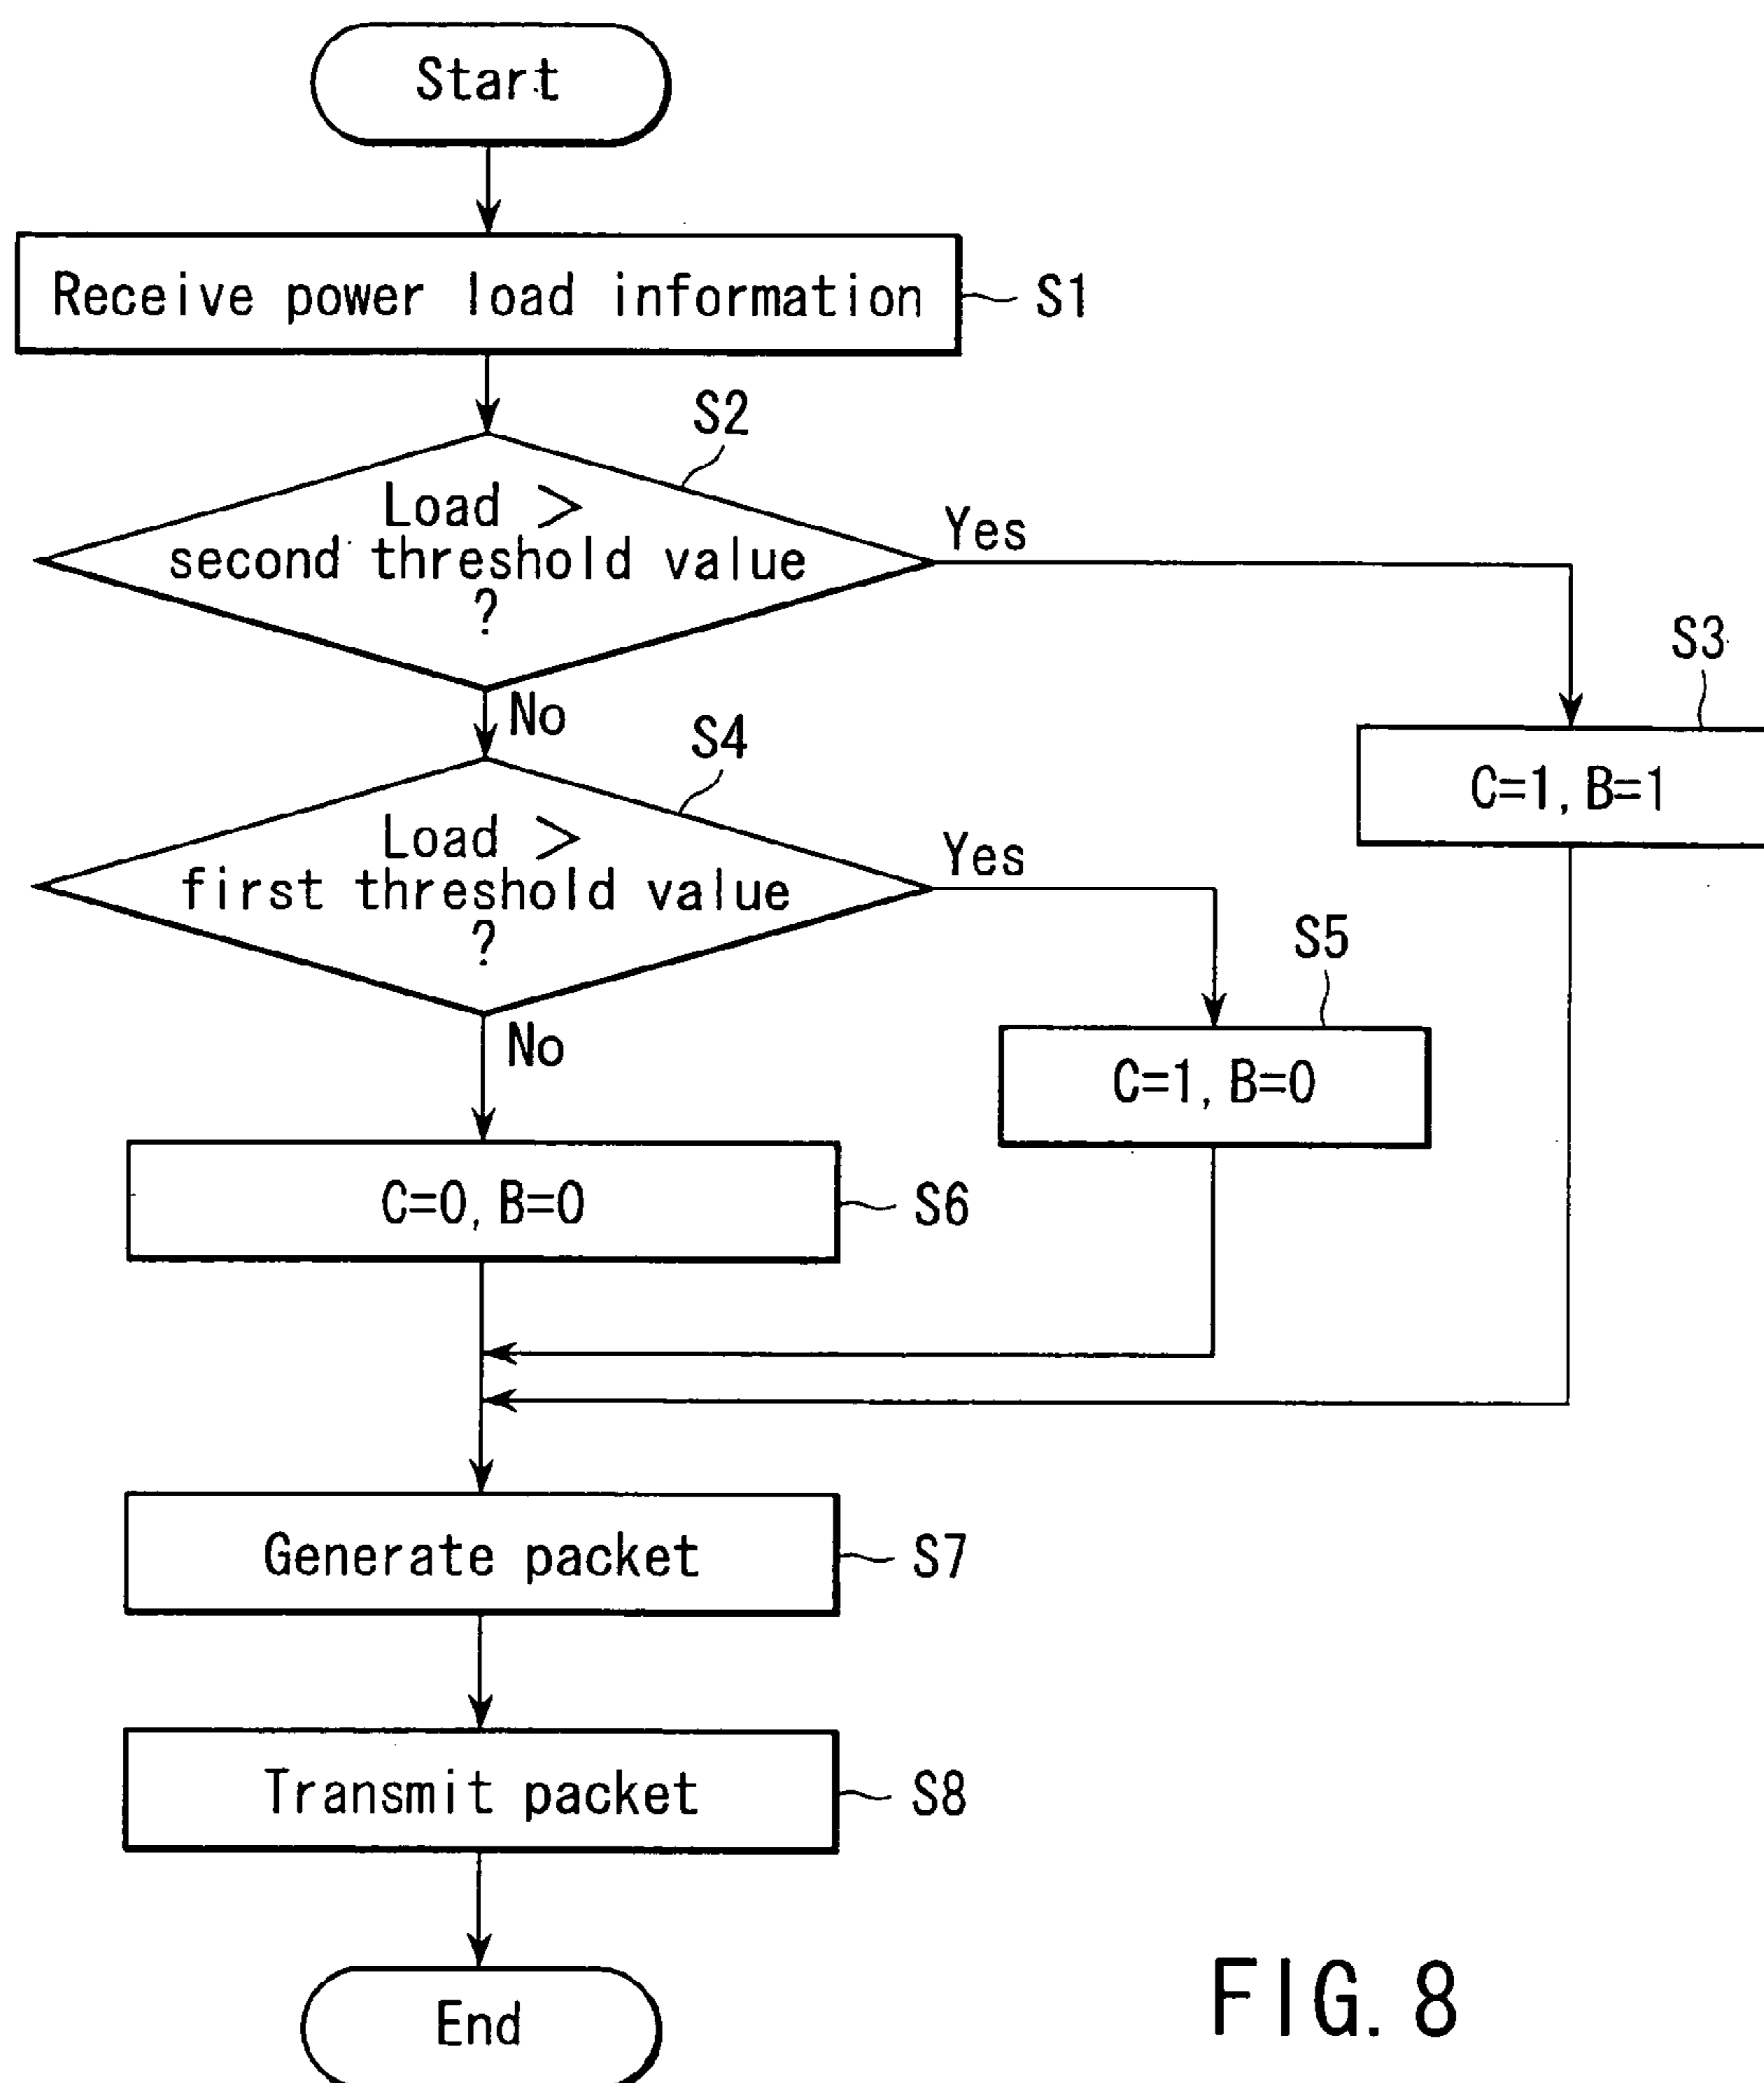 Start
Receive power load information
S1
S2
Load >
second threshold value
?
Yes
No
S3
C=1, B=1
S4
Load >
first threshold value
?
Yes
No
S5
C=1, B=0
C=0, B=0
S6
Generate packet
S7
Transmit packet
S8
End
FIG. 8